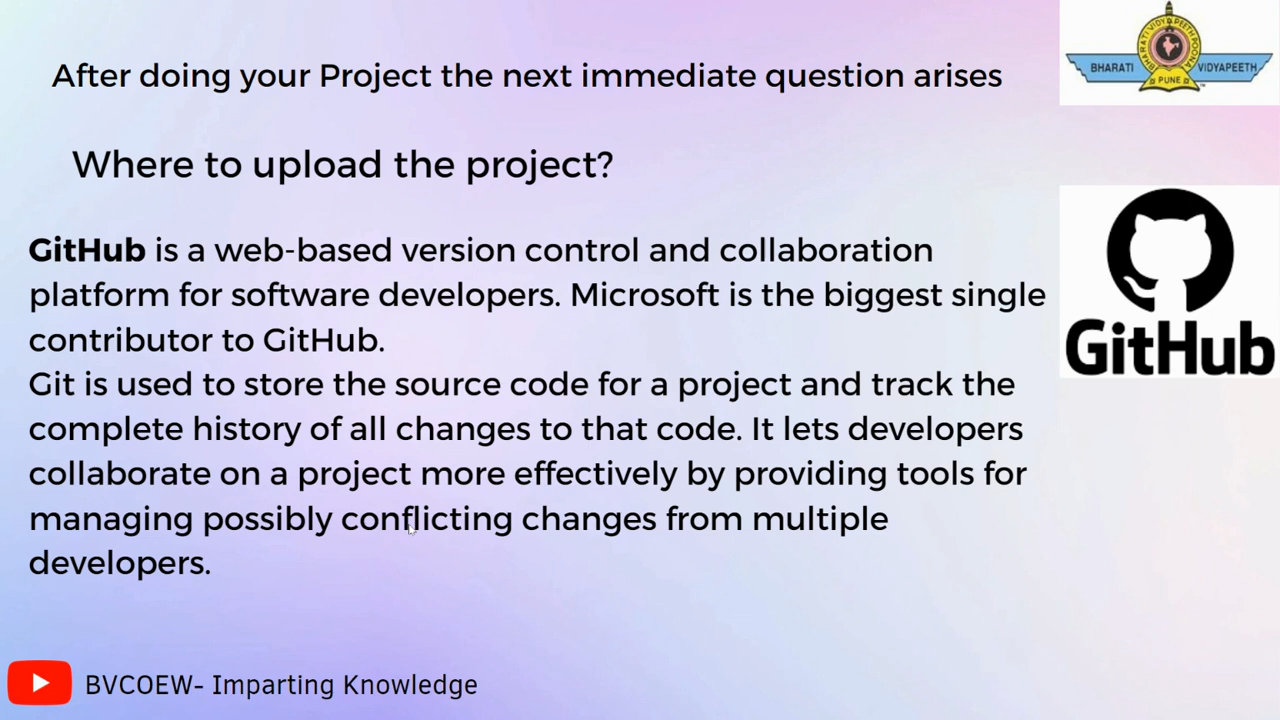 After doing your Project the next immediate question arises
BHARATI VIDYAPEETH POONA
BHARATI VIDYAPEETH
PUNE
Where to upload the project?
GitHub is a web-based version control and collaboration
platform for software developers. Microsoft is the biggest single
contributor to GitHub.
GitHub
Git is used to store the source code for a project and track the
complete history of all changes to that code. It lets developers
collaborate on a project more effectively by providing tools for
managing possibly conflicting changes from multiple
developers.
BVCOEW- Imparting Knowledge